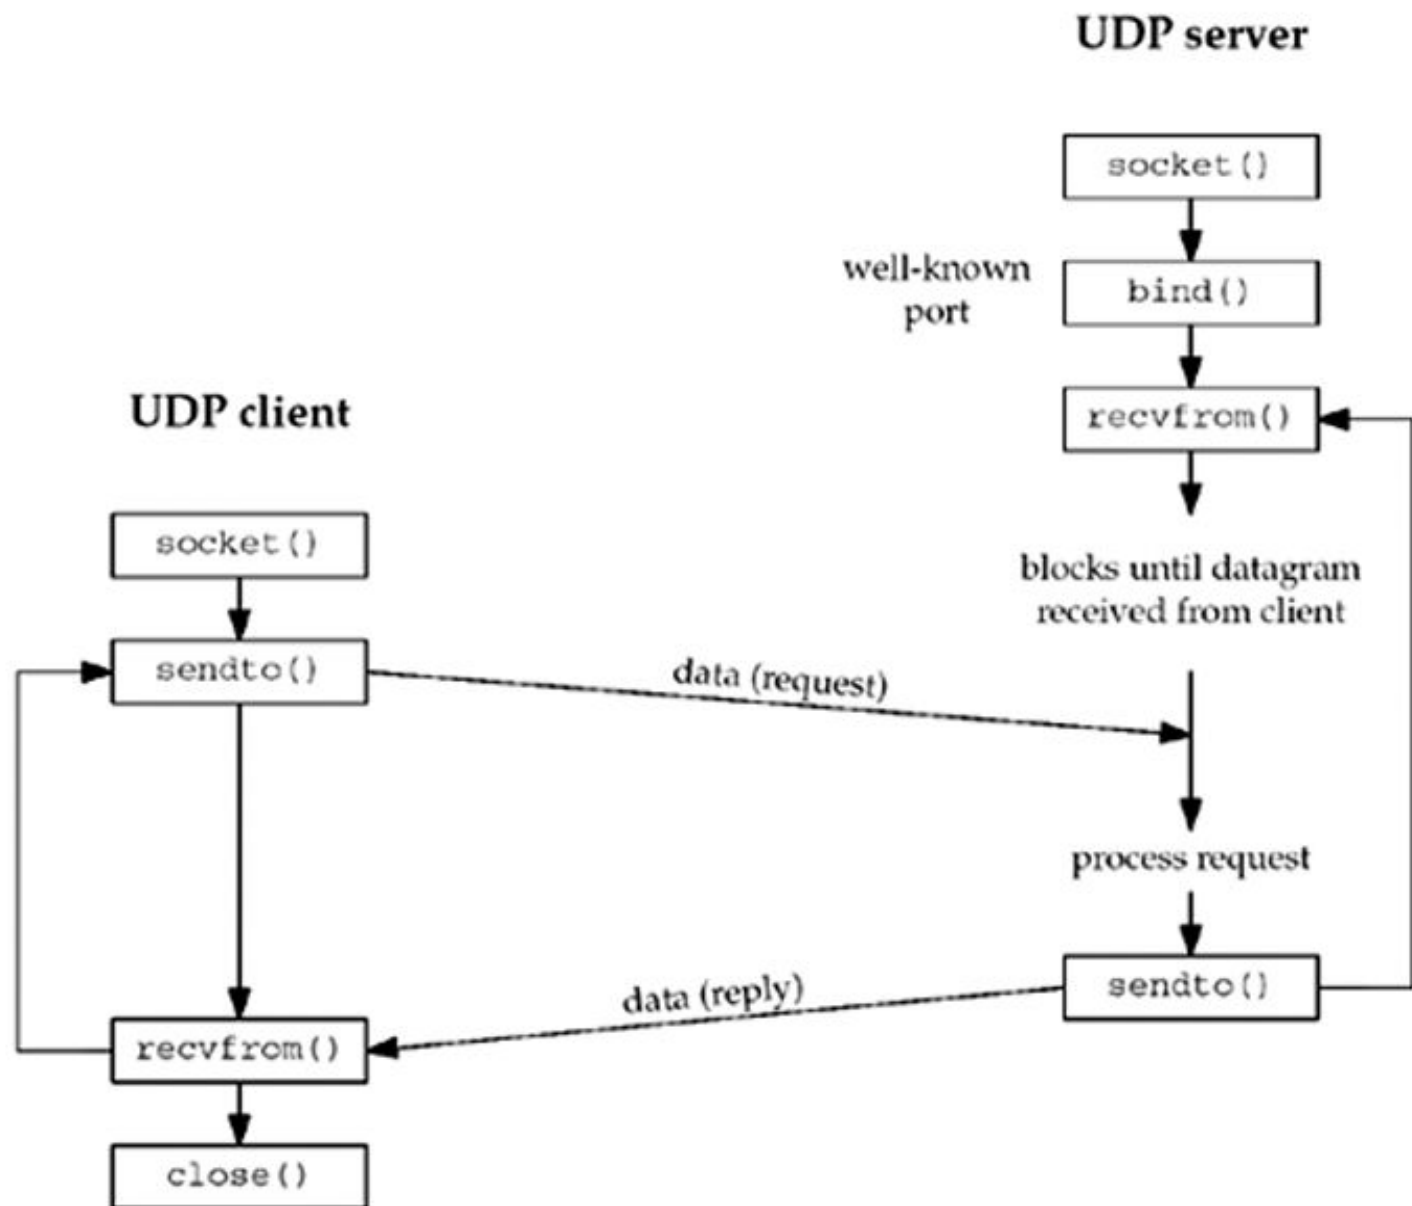 UDP server
socket()
well-known
port
bind()
recvfrom()
UDP client
blocks until datagram
received from client
socket()
sendto()
data (request)
process request
sendto()
data (reply)
recvfrom()
close()